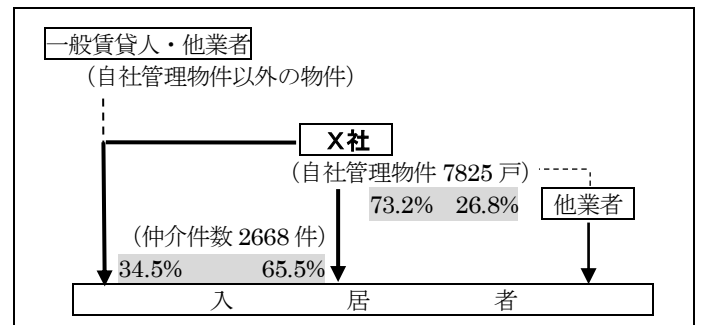 一般賃貸人・他業者
（自社管理物件以外の物件）
X社
（自社管理物件 7825 戸）
73.2% 26.8%
他業者
（仲介件数 2668 件）
34.5% 65.5%
入 居 者